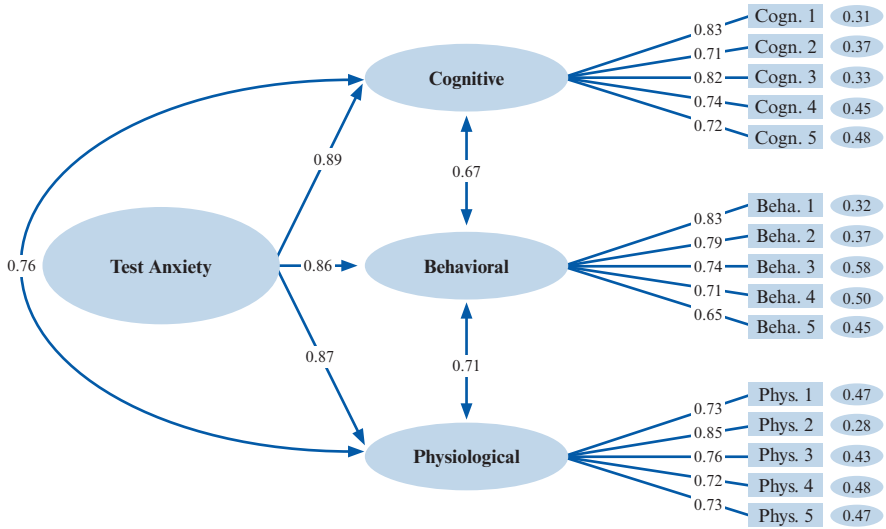 Cogn. 1 0.31
0.83
Cogn. 2 0.37
0.71
Cognitive 0.82 Cogn. 3 0.33
0.74 Cogn. 4 0.45
0.72
Cogn. 5 0.48
0.89
0.67
Beha. 1 0.32
0.83
Beha. 2 0.37
0.79
0.76 Test Anxiety 0.86 Behavioral 0.74 Beha. 3 0.58
0.71 Beha. 4 0.50
0.65
Beha. 5 0.45
0.87
0.71
Phys. 1 0.47
0.73
Phys. 2 0.28
0.85
Physiological 0.76 Phys. 3 0.43
0.72 Phys. 4 0.48
0.73
Phys. 5 0.47